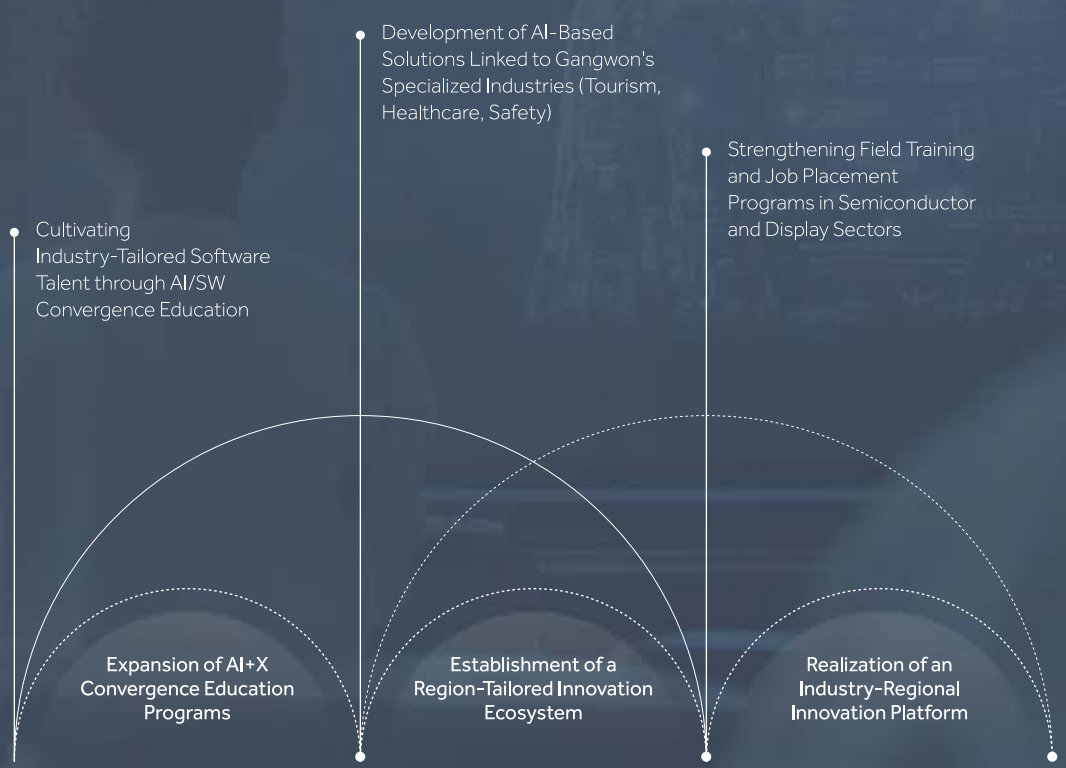 Development of AI-Based
Solutions Linked to Gangwon's
Specialized Industries (Tourism,
Healthcare, Safety)
Strengthening Field Training
and Job Placement
Programs in Semiconductor
and Display Sectors
Cultivating
Industry-Tailored Software
Talent through AI/SW
Convergence Education
Expansion of AI+X
Convergence Education
Programs
Establishment of a
Region-Tailored Innovation
Ecosystem
Realization of an
Industry-Regional
Innovation Platform